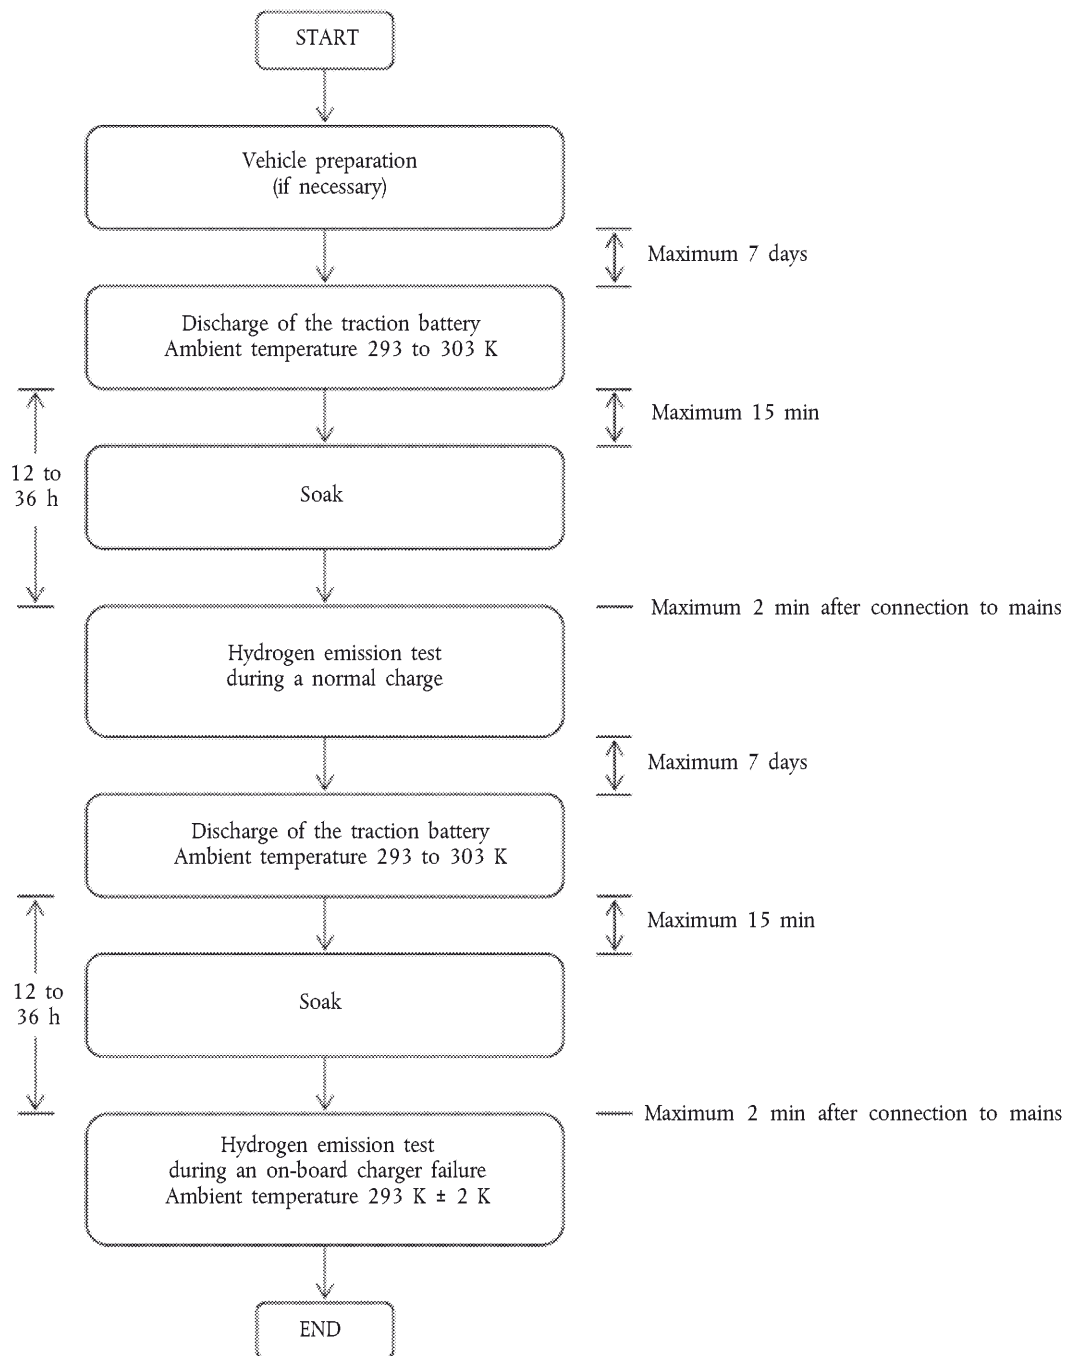 START
Vehicle preparation
(if necessary)
Maximum 7 days
Discharge of the traction battery
Ambient temperature 293 to 303 K
Maximum 15 min
12 to
36 h
Soak
Maximum 2 min after connection to mains
Hydrogen emission test
during a normal charge
Maximum 7 days
Discharge of the traction battery
Ambient temperature 293 to 303 K
Maximum 15 min
12 to
36 h
Soak
Maximum 2 min after connection to mains
Hydrogen emission test
during an on-board charger failure
Ambient temperature 293 K ± 2 K
END